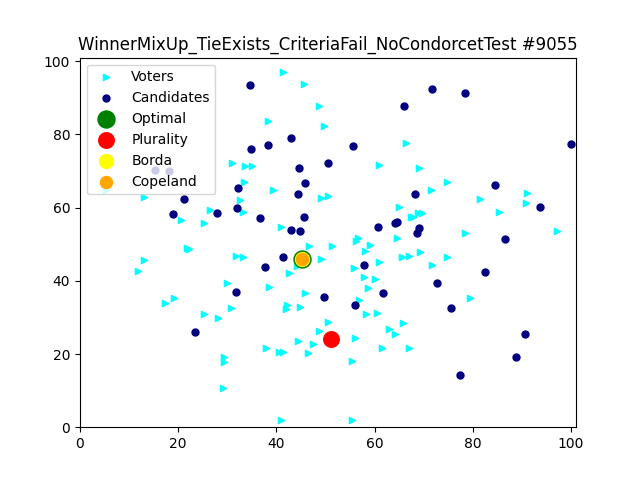 WinnerMixUp_TieExists_CriteriaFail_NoCondorcetTest #9055
Voters
Candidates
Optimal
Plurality
Borda
Copeland
100
80
60
40
20
0
0 20 40 60 80 100